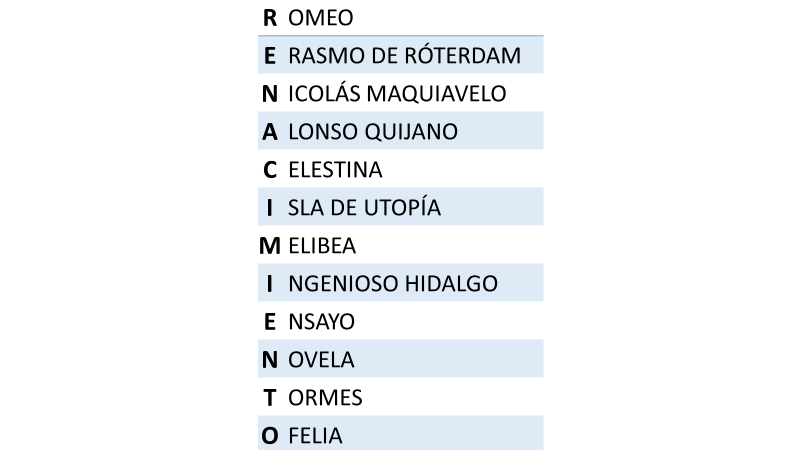 R OMEO
E RASMO DE RÓTERDAM
N ICOLÁS MAQUIAVELO
A LONSO QUIJANO
C ELESTINA
I SLA DE UTOPÍA
M ELIBEA
I NGENIOSO HIDALGO
E NSAYO
N OVELA
T ORMES
O FELIA